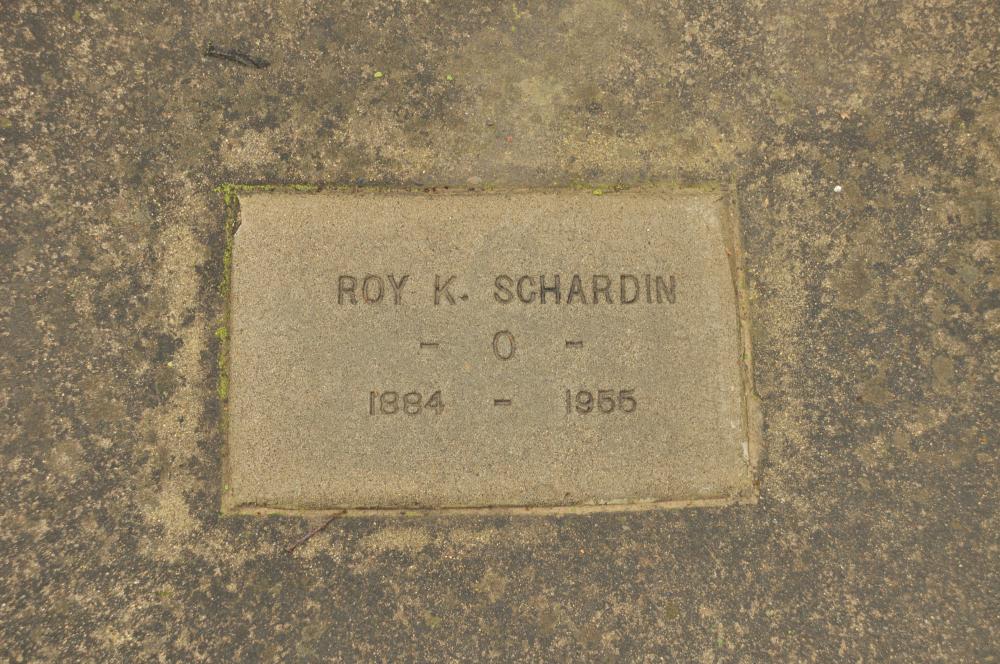 ROY K. SCHARDIN
- O -
1884 - 1955